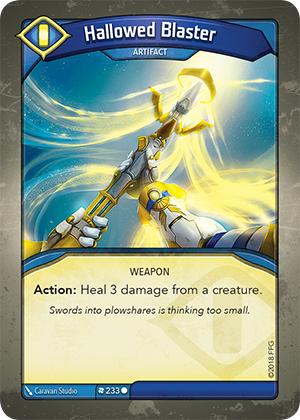 Hallowed Blaster
ARTIFACT
WEAPON
Action: Heal 3 damage from a creature.
Swords into plowshares is thinking too small.
Caravan Studio
233
©2018 FFG